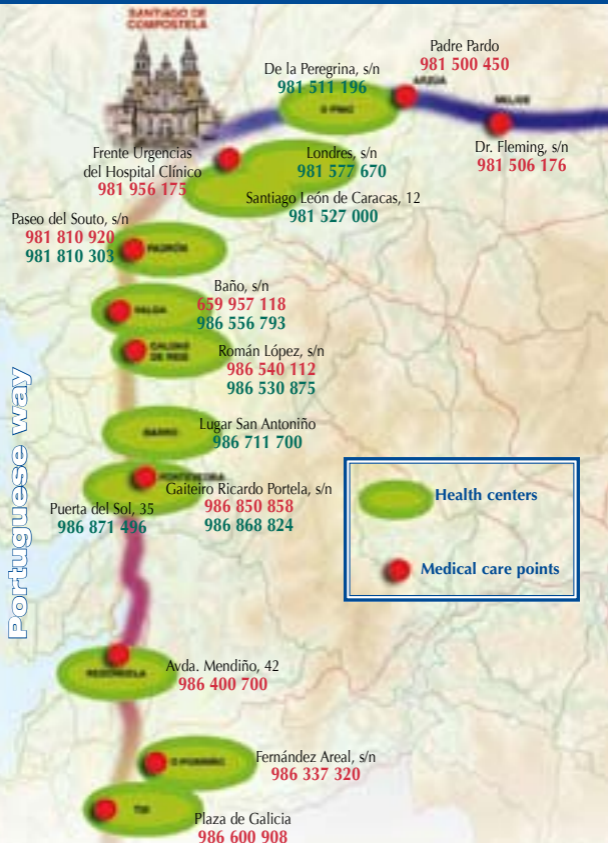 SANTIAGO DE
COMPOSTELA
Padre Pardo
981 500 450
De la Peregrina, s/n
981 511 196
ARZÚA
O PINO
MELIDE
Dr. Fleming, s/n
981 506 176
Frente Urgencias
del Hospital Clínico
981 956 175
Londres, s/n
981 577 670
Santiago León de Caracas, 12
981 527 000
Paseo del Souto, s/n
981 810 920
981 810 303
PADRÓN
Baño, s/n
659 957 118
986 556 793
VALGA
CALDAS
DE REIS
Román López, s/n
986 540 112
986 530 875
BARRO
Lugar San Antoniño
986 711 700
PONTEVEDRA
Gaiteiro Ricardo Portela, s/n
986 850 858
986 868 824
Puerta del Sol, 35
986 871 496
Health centers
Medical care points
Portuguese way
REDONDELA
Avda. Mendiño, 42
986 400 700
O PORRIÑO
Fernández Areal, s/n
986 337 320
TUI
Plaza de Galicia
986 600 908